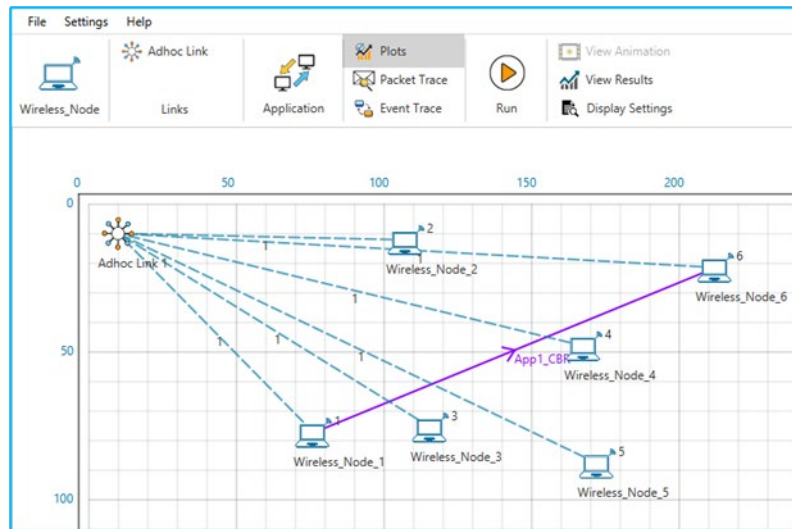 File Settings Help
Wireless_Node
Adhoc Link
Links
Application
Plots
Packet Trace
Event Trace
Run
View Animation
View Results
Display Settings
0 50 100 150 200
0
50
100
Adhoc Link 1
1
1
1
1
1
1
2
Wireless_Node_2
6
Wireless_Node_6
4
Wireless_Node_4
App1_CBR
1
Wireless_Node_1
3
Wireless_Node_3
5
Wireless_Node_5